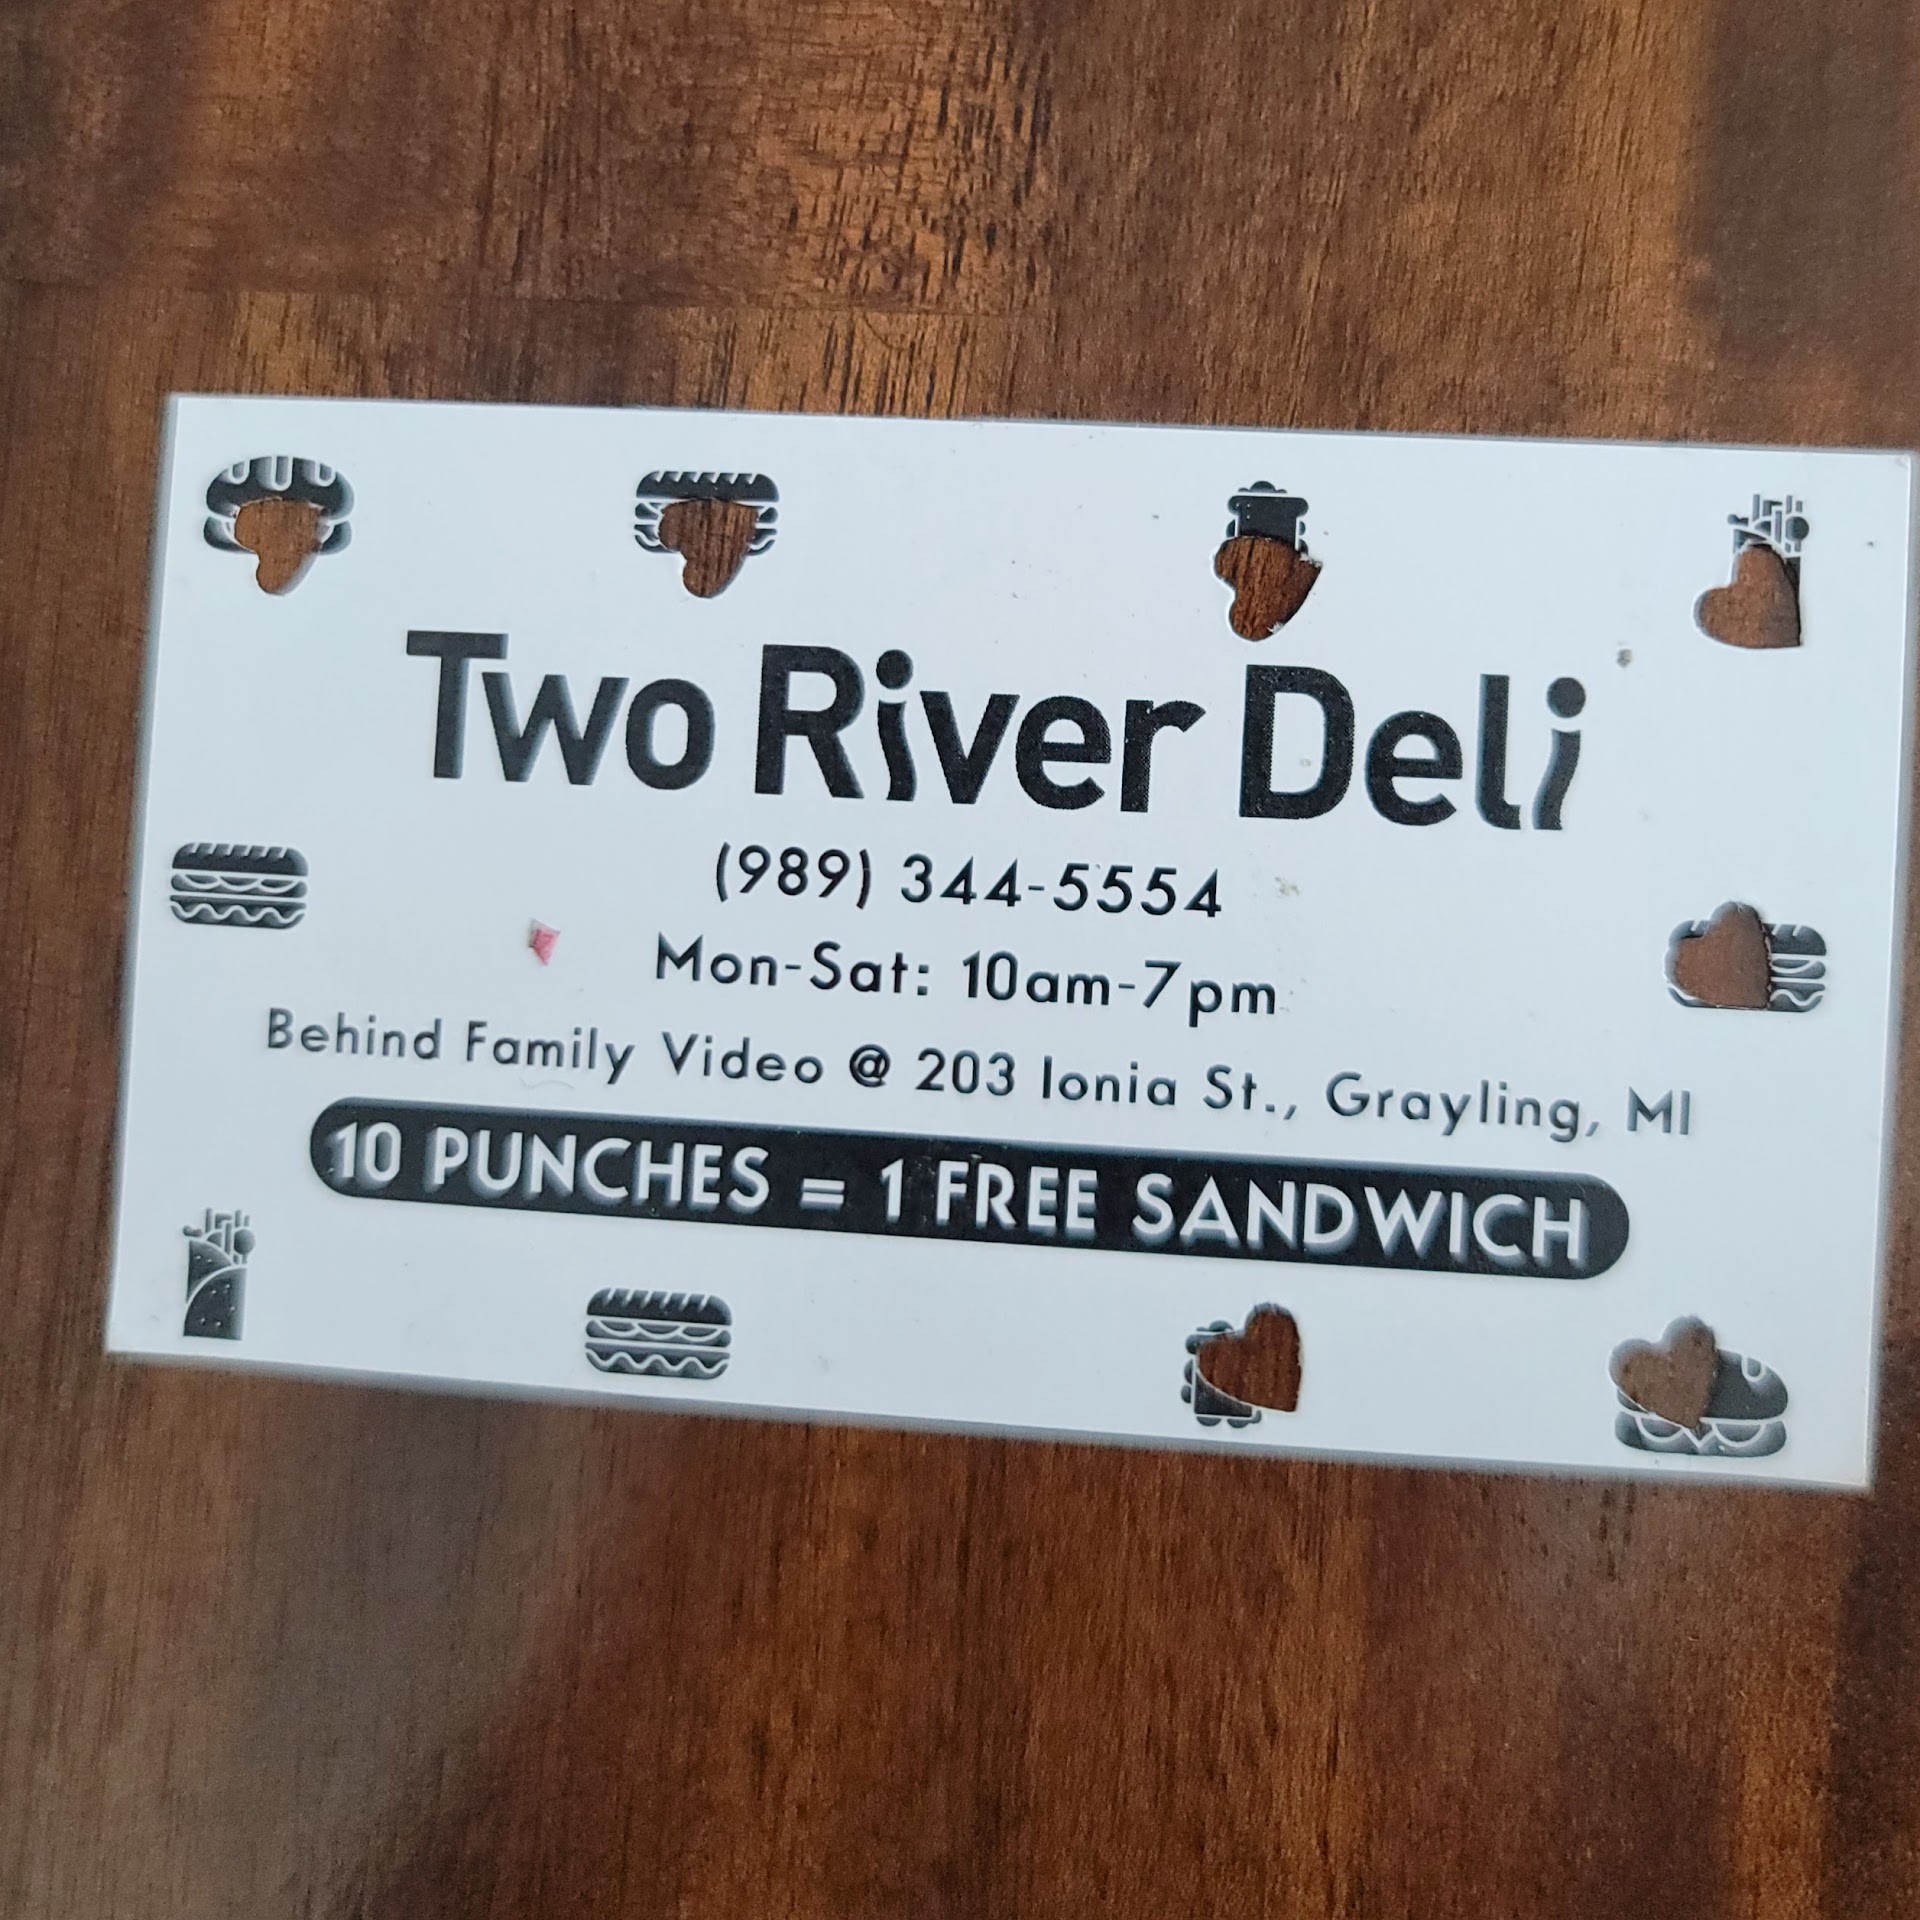 Two River Deli
(989) 344-5554
Mon-Sat: 10am-7pm
Behind Family Video @ 203 Ionia St., Grayling, MI
10 PUNCHES = 1 FREE SANDWICH